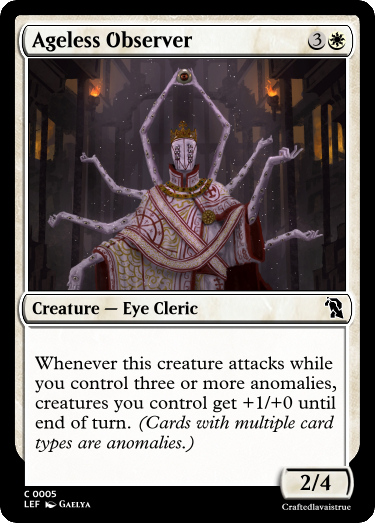 Ageless Observer 3
Creature — Eye Cleric
Whenever this creature attacks while
you control three or more anomalies,
creatures you control get +1/+0 until
end of turn. (Cards with multiple card
types are anomalies.)
2/4
C 0005
LEF Gaelya
Craftedlavaistrue